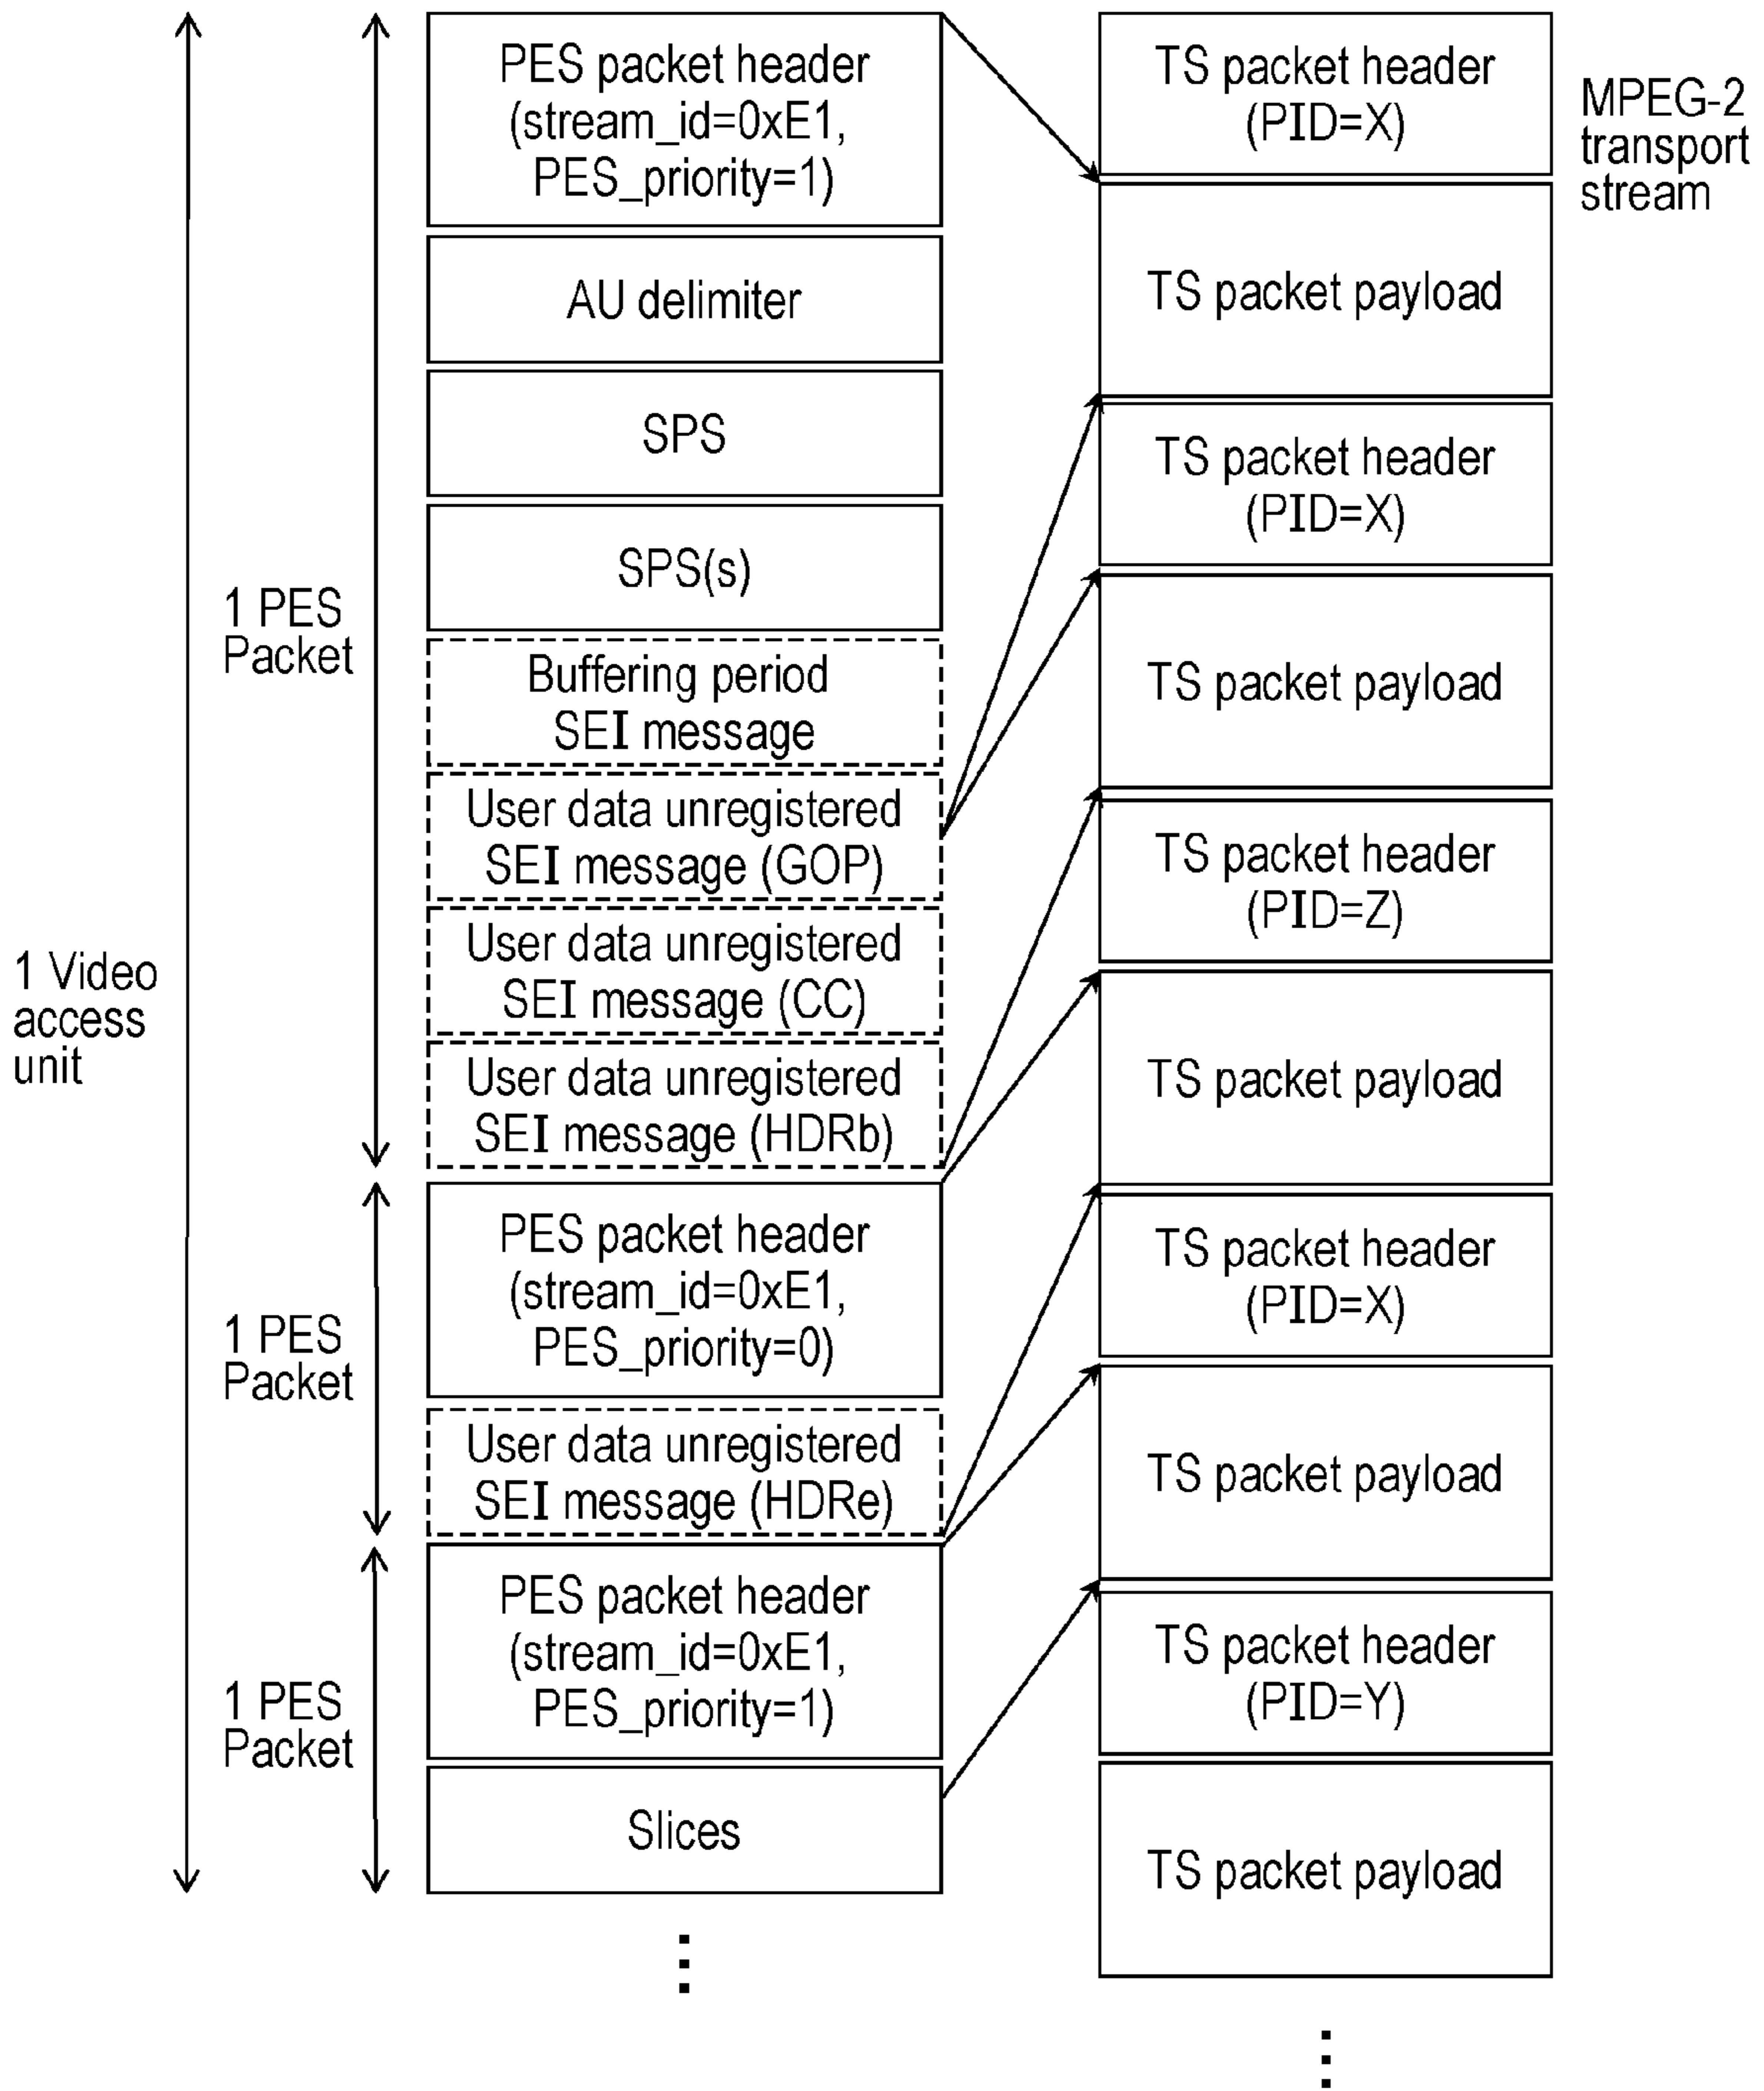 1 Video
access
unit
1 PES
Packet
1 PES
Packet
1 PES
Packet
PES packet header
(stream_id=0xE1,
PES_priority=1)
AU delimiter
SPS
SPS(s)
Buffering period
SEI message
User data unregistered
SEI message (GOP)
User data unregistered
SEI message (CC)
User data unregistered
SEI message (HDRb)
PES packet header
(stream_id=0xE1,
PES_priority=0)
User data unregistered
SEI message (HDRe)
PES packet header
(stream_id=0xE1,
PES_priority=1)
Slices
TS packet header
(PID=X)
TS packet payload
TS packet header
(PID=X)
TS packet payload
TS packet header
(PID=Z)
TS packet payload
TS packet header
(PID=X)
TS packet payload
TS packet header
(PID=Y)
TS packet payload
MPEG-2
transport
stream